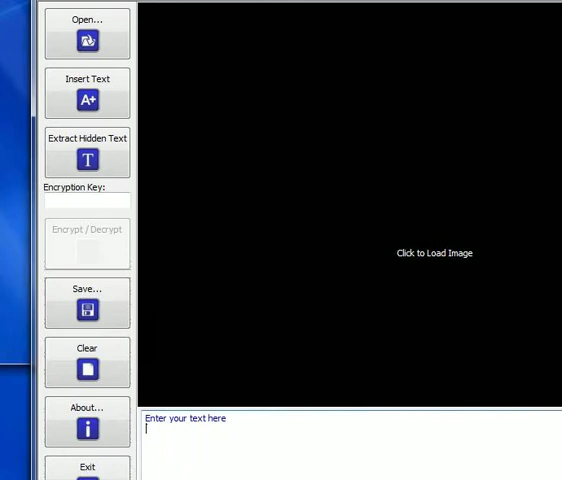 Open...
Insert Text
A+
Extract Hidden Text
T
Encryption Key:
Encrypt / Decrypt
Save...
Clear
About...
i
Exit
Click to Load Image
Enter your text here